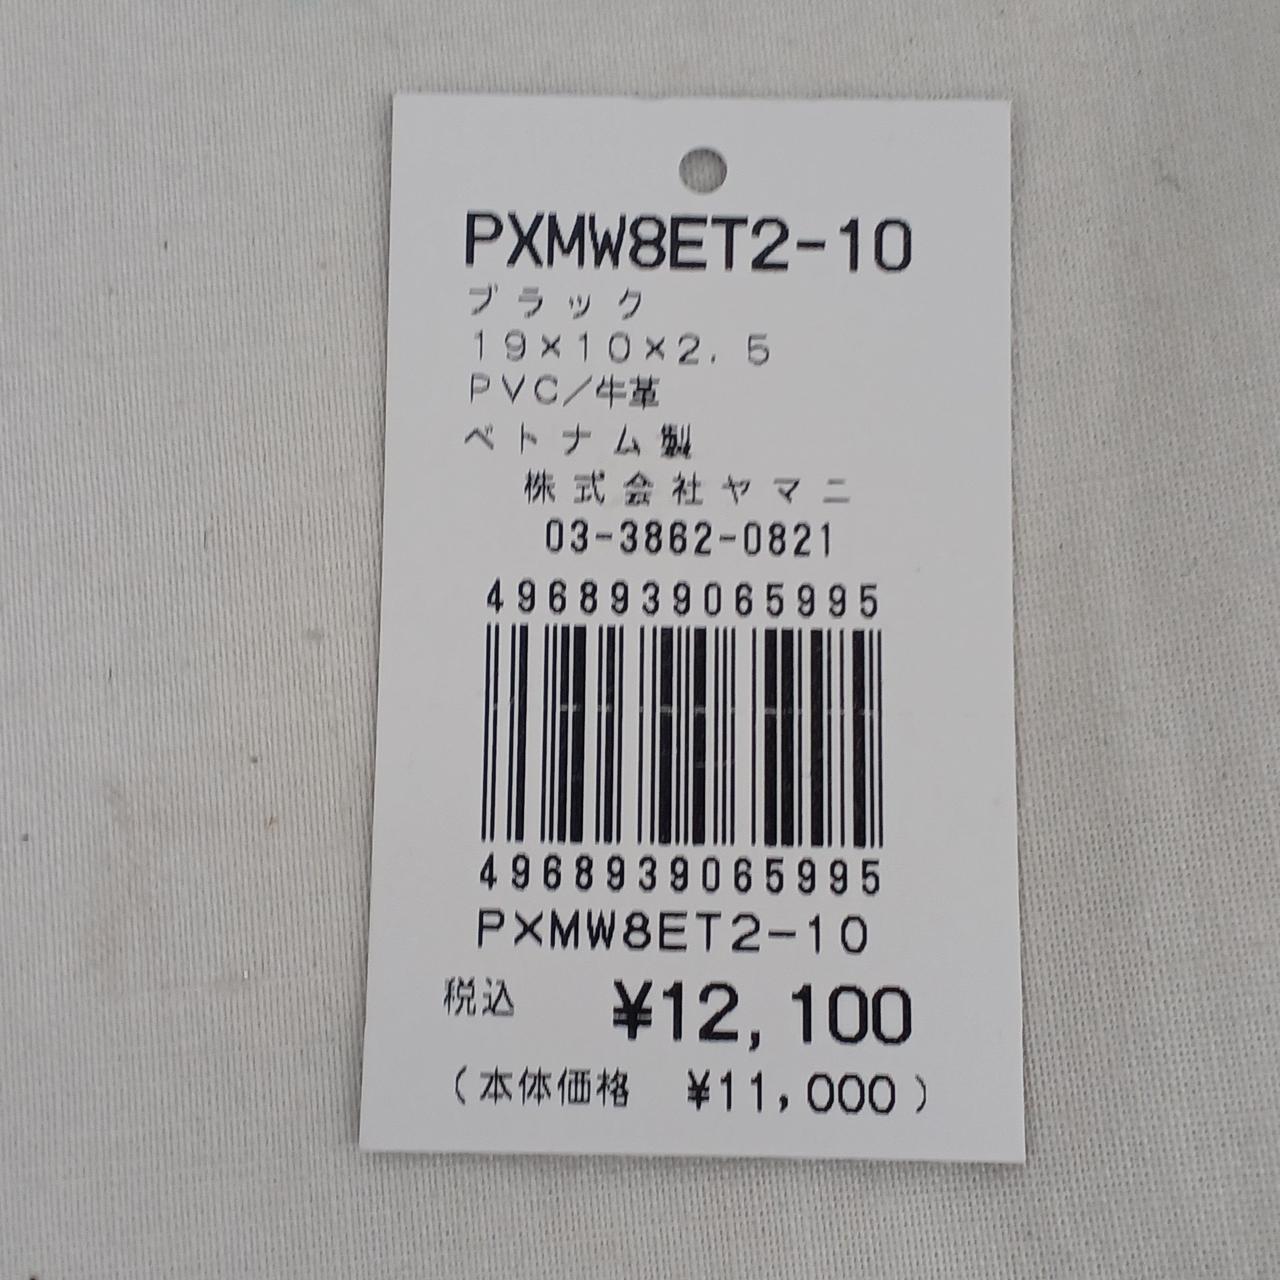 PXMW8ET2-10
ブラック
19×10×2.5
PVC/牛革
ベトナム製
株式会社ヤマニ
03-3862-0821
4968939065995
4968939065995
PXMW8ET2-10
税込 ¥12,100
(本体価格 ¥11,000)